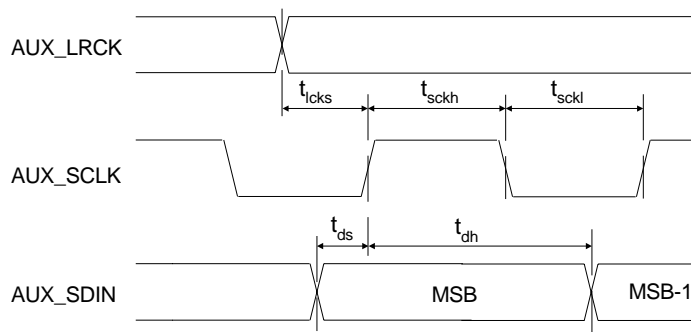 AUX_LRCK
t_lcks t_sckh t_sckl
AUX_SCLK
t_ds t_dh
AUX_SDIN MSB MSB-1